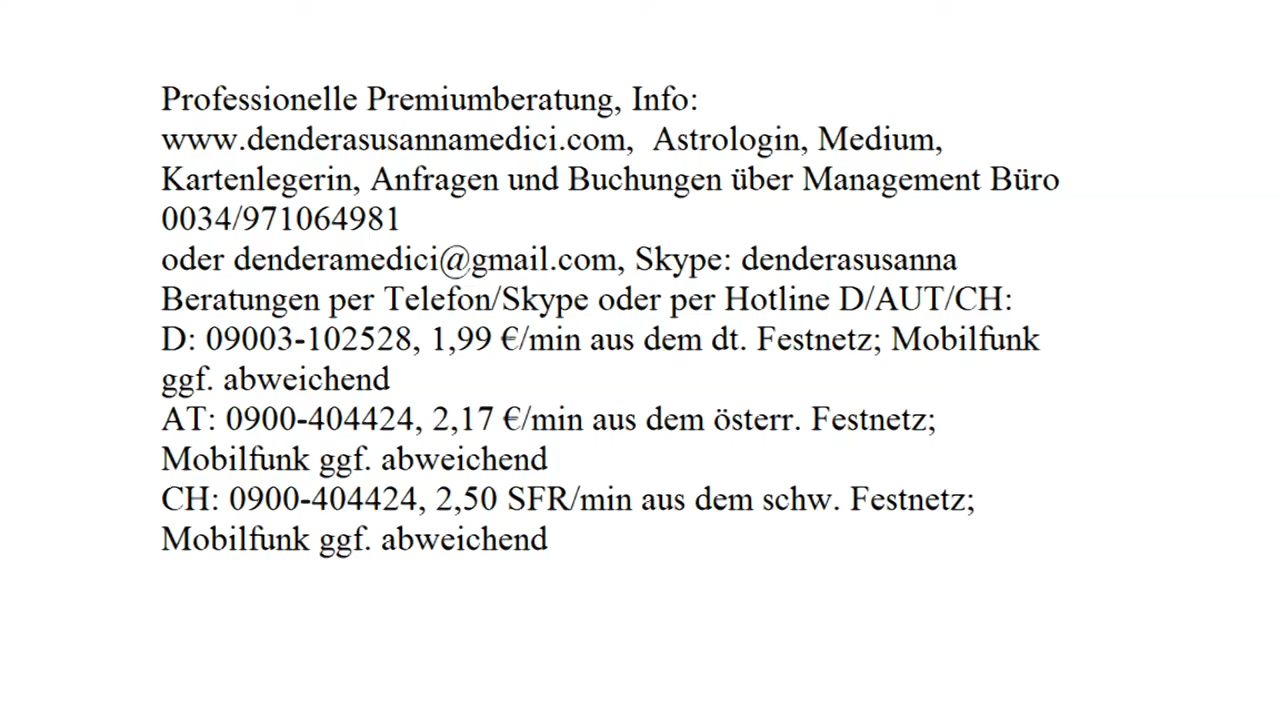 Professionelle Premiumberatung, Info:
www.denderasusannamedici.com,  Astrologin, Medium,
Kartenlegerin, Anfragen und Buchungen über Management Büro
0034/971064981
oder denderamedici@gmail.com, Skype: denderasusanna
Beratungen per Telefon/Skype oder per Hotline D/AUT/CH:
D: 09003-102528, 1,99 €/min aus dem dt. Festnetz; Mobilfunk
ggf. abweichend
AT: 0900-404424, 2,17 €/min aus dem österr. Festnetz;
Mobilfunk ggf. abweichend
CH: 0900-404424, 2,50 SFR/min aus dem schw. Festnetz;
Mobilfunk ggf. abweichend